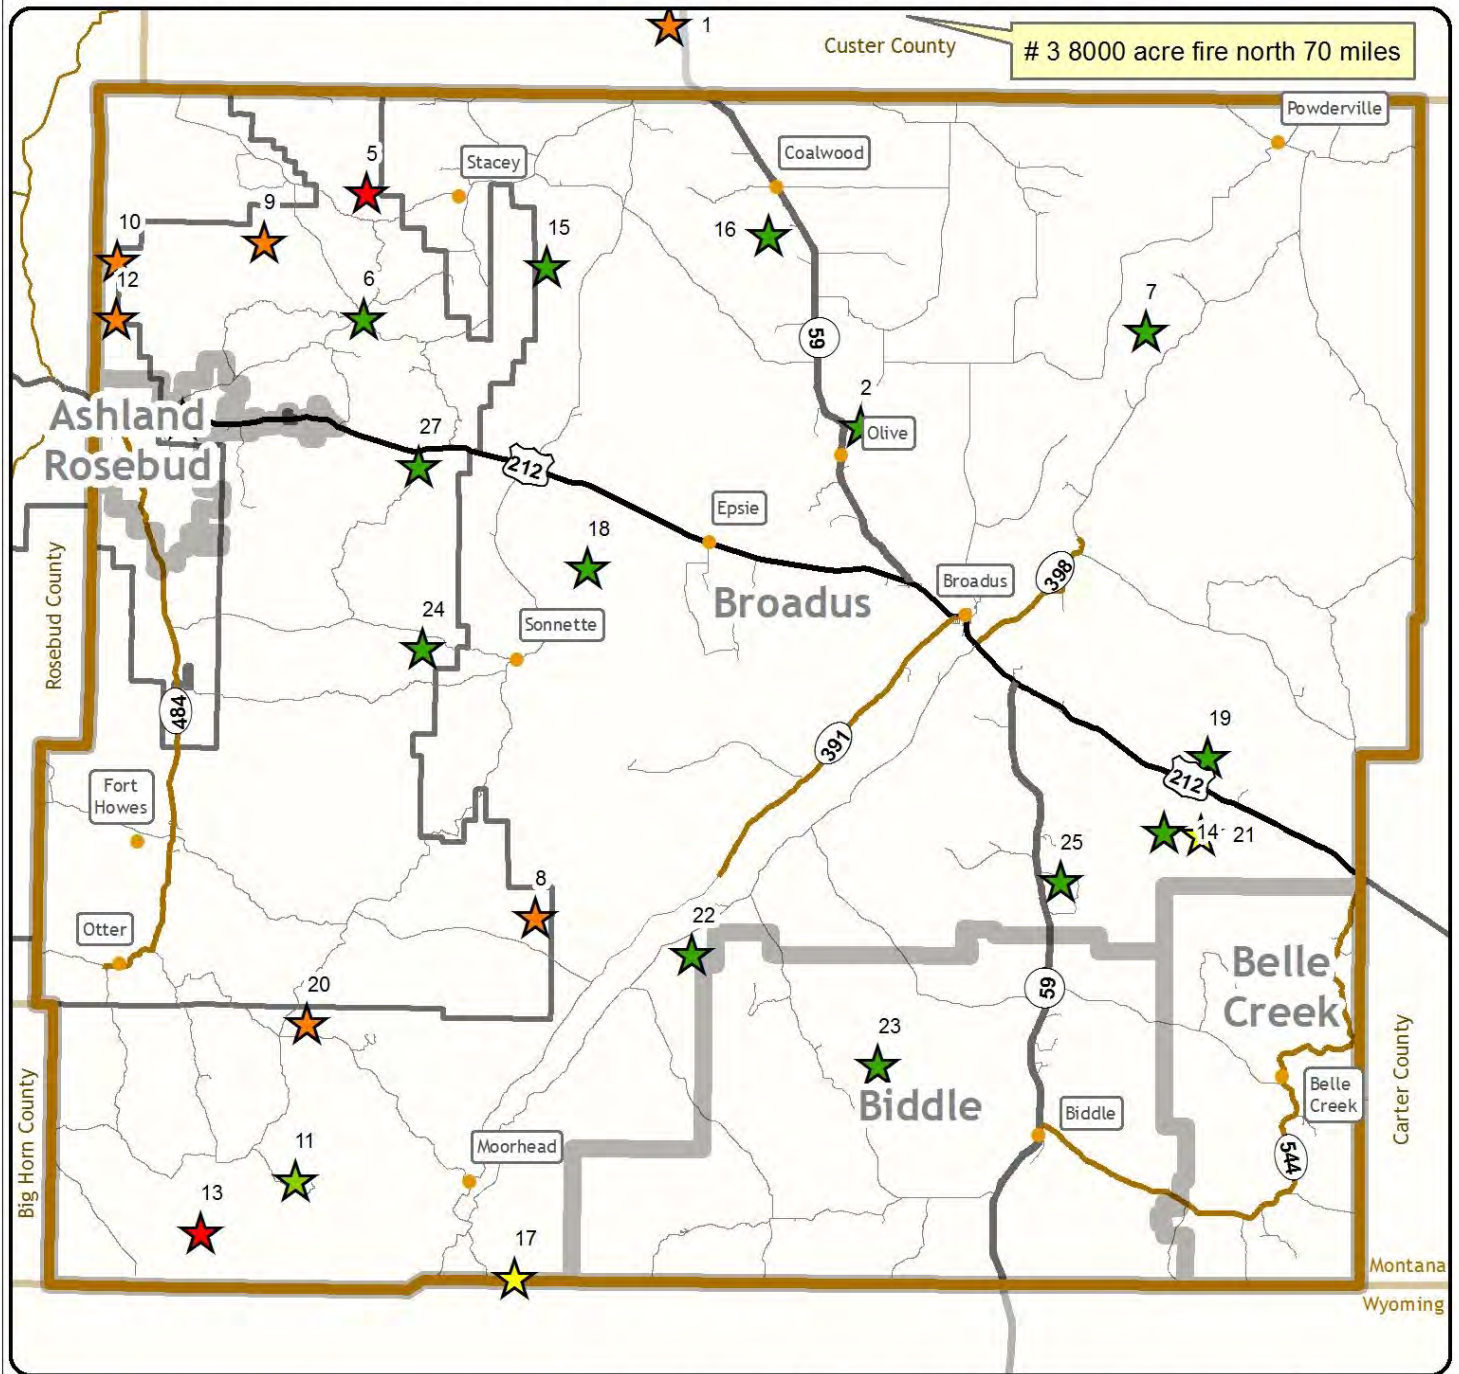 1
Custer County
# 3 8000 acre fire north 70 miles
Powderville
Coalwood
5
Stacey
9
10
15
16
12
6
7
59
2
Olive
Ashland
27
Rosebud
212
Epsie
18
398
Broadus
Broadus
24
Sonnette
Rosebud County
484
19
391
212
Fort
Howes
14
21
25
8
22
Otter
Belle
Creek
20
59
23
Carter County
Belle
Creek
Biddle
Biddle
Big Horn County
11
Moorhead
544
13
17
Montana
Wyoming